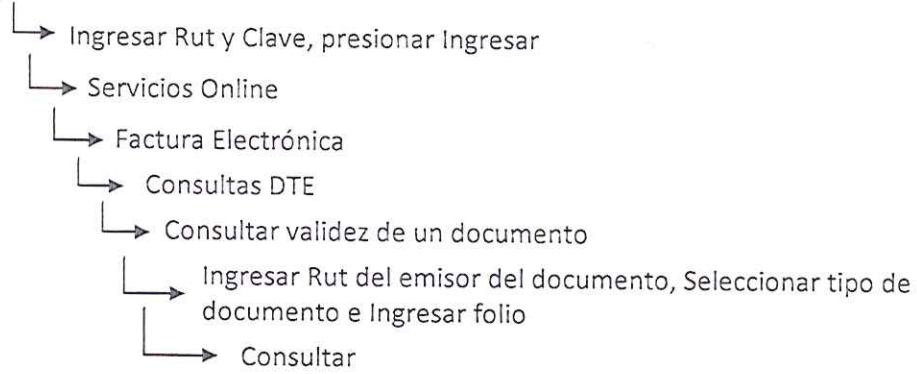 Ingresar Rut y Clave, presionar Ingresar
Servicios Online
Factura Electrónica
Consultas DTE
Consultar validez de un documento
Ingresar Rut del emisor del documento, Seleccionar tipo de
documento e Ingresar folio
Consultar